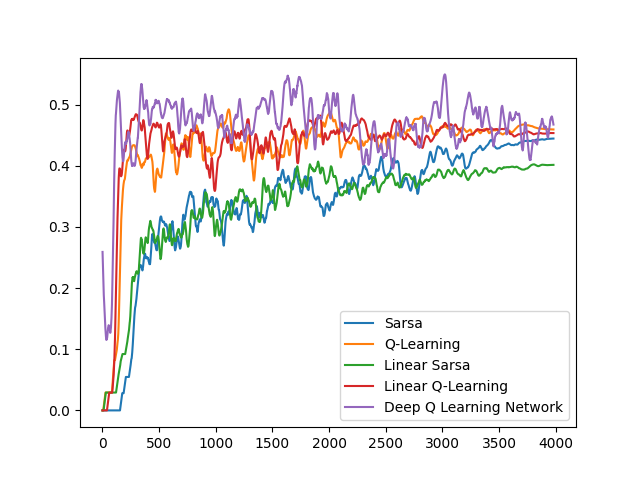 0.5
0.4
0.3
0.2
0.1
0.0
Sarsa
Q-Learning
Linear Sarsa
Linear Q-Learning
Deep Q Learning Network
0 500 1000 1500 2000 2500 3000 3500 4000